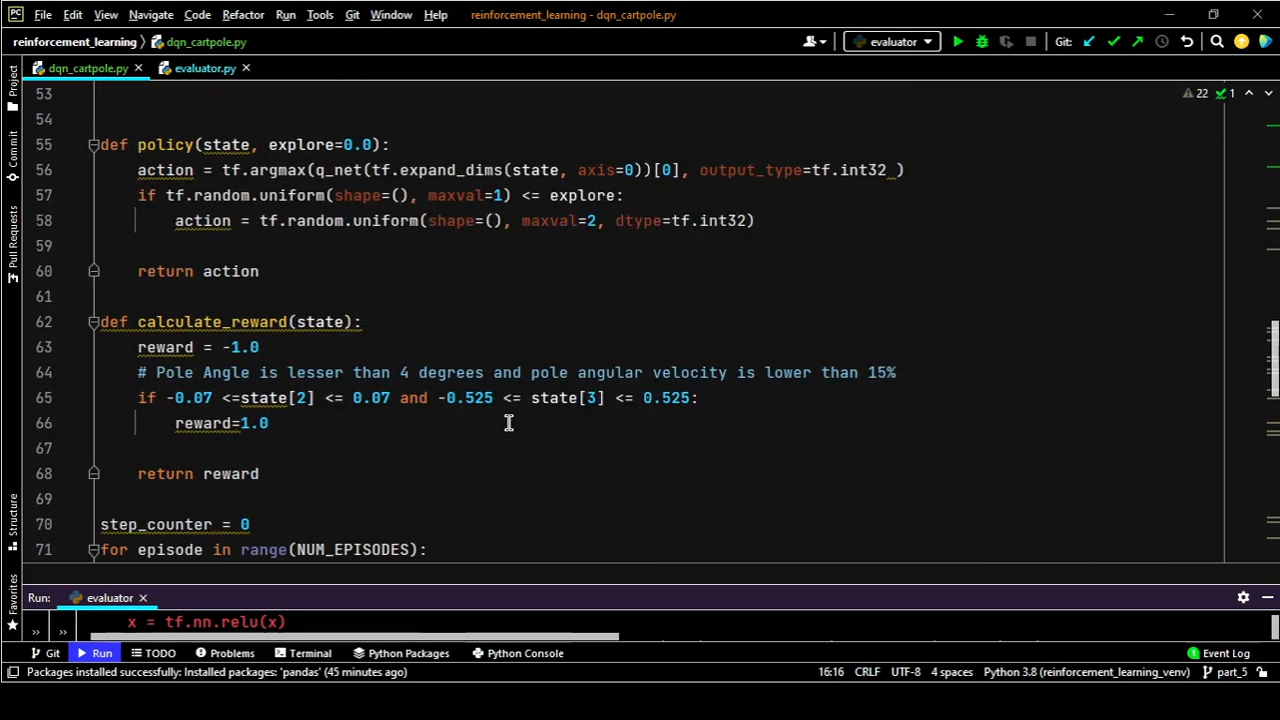 PC File Edit View Navigate Code Refactor Run Tools Git Window Help reinforcement_learning - dqn_cartpole.py
reinforcement_learning dqn_cartpole.py evaluator Git:
dqn_cartpole.py evaluator.py
22 1
53
54
55 def policy(state, explore=0.0):
56 action = tf.argmax(q_net(tf.expand_dims(state, axis=0))[0], output_type=tf.int32 )
57 if tf.random.uniform(shape=(), maxval=1) <= explore:
58 action = tf.random.uniform(shape=(), maxval=2, dtype=tf.int32)
59
60 return action
61
62 def calculate_reward(state):
63 reward = -1.0
64 # Pole Angle is lesser than 4 degrees and pole angular velocity is lower than 15%
65 if -0.07 <=state[2] <= 0.07 and -0.525 <= state[3] <= 0.525:
66 reward=1.0
67
68 return reward
69
70 step_counter = 0
71 for episode in range(NUM_EPISODES):
Project
Commit
Pull Requests
Structure
Favorites
Run: evaluator
» » x = tf.nn.relu(x)
Git Run TODO Problems Terminal Python Packages Python Console 1 Event Log
Packages installed successfully: Installed packages: 'pandas' (45 minutes ago) 16:16 CRLF UTF-8 4 spaces Python 3.8 (reinforcement_learning_venv) part_5